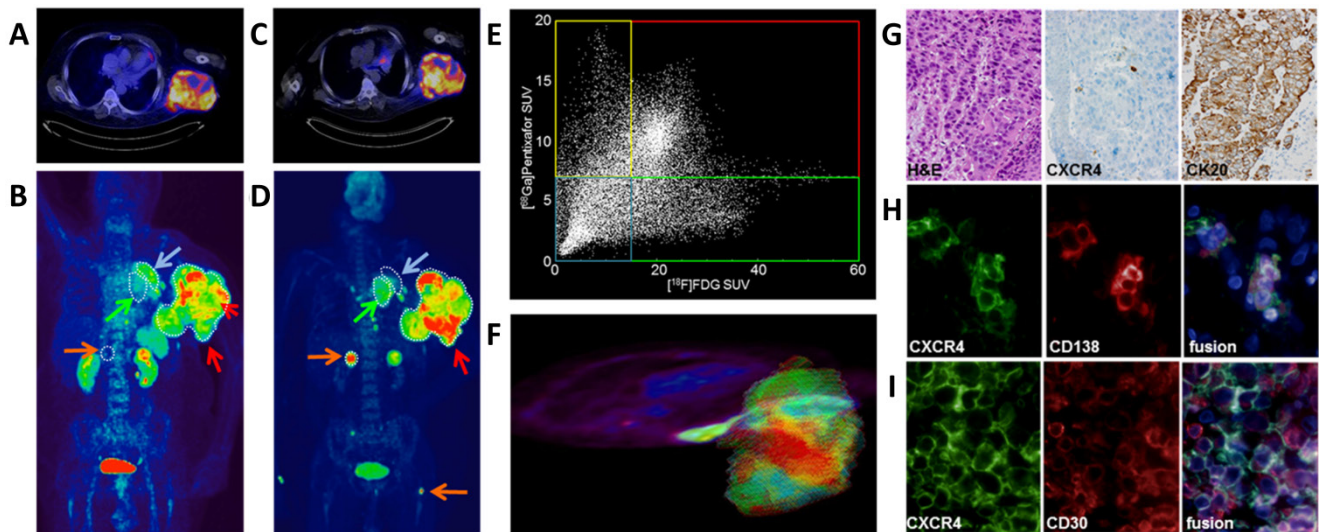 A
B
C
D
E
20
15
10
5
0
[⁶⁸Ga]Pentixafor SUV
0
20
40
60
[¹⁸F]FDG SUV
F
G
H&E
CXCR4
CK20
H
CXCR4
CD138
fusion
I
CXCR4
CD30
fusion